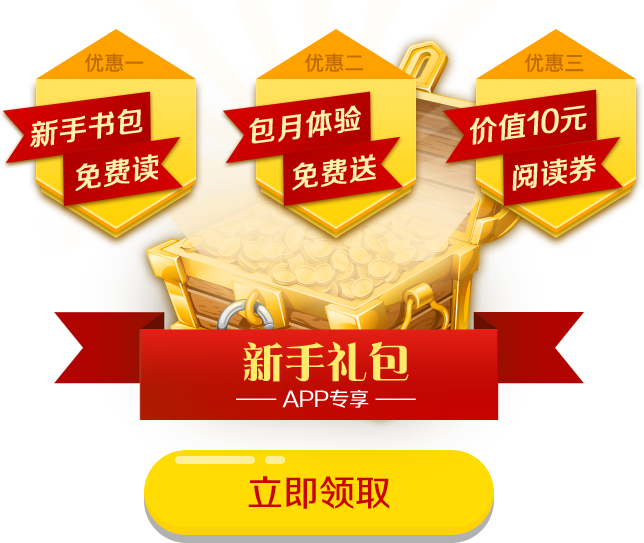 优惠一
新手书包
免费读
优惠二
包月体验
免费送
优惠三
价值10元
阅读券
新手礼包
APP专享
立即领取